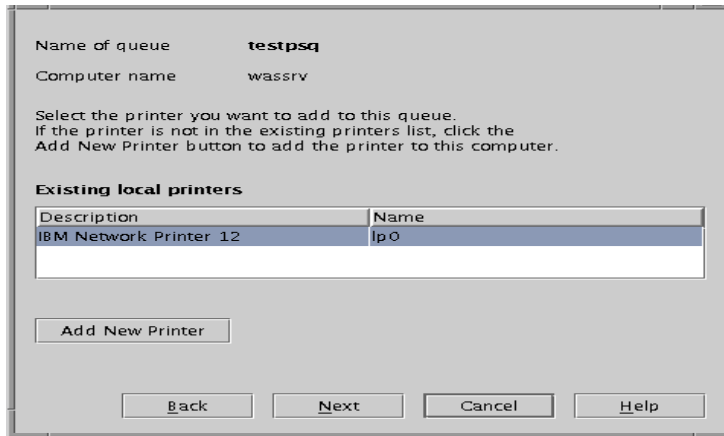 Name of queue testpsq
Computer name wassrv
Select the printer you want to add to this queue.
If the printer is not in the existing printers list, click the
Add New Printer button to add the printer to this computer.
Existing local printers
Description Name
IBM Network Printer 12 lp0
Add New Printer
Back Next Cancel Help